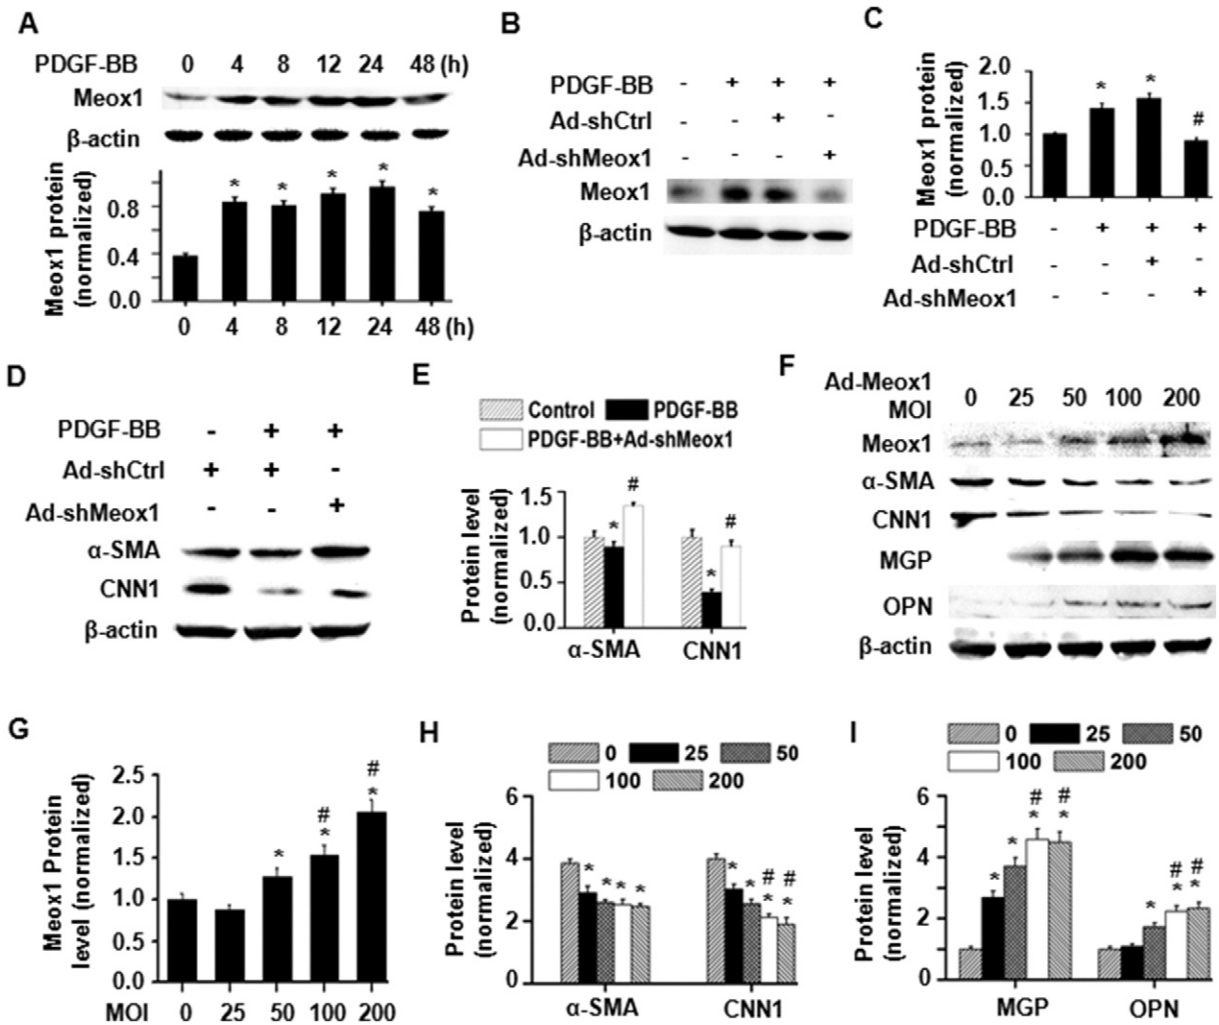 A
PDGF-BB 0 4 8 12 24 48 (h)
Meox1
β-actin
Meox1 protein
(normalized)
0.8
0.4
0.0
* * * * *
0 4 8 12 24 48 (h)
B
PDGF-BB - + + +
Ad-shCtrl - - + -
Ad-shMeox1 - - - +
Meox1
β-actin
C
Meox1 protein
(normalized)
2.0
1.5
1.0
0.5
0.0
* * #
PDGF-BB - + + +
Ad-shCtrl - - + -
Ad-shMeox1 - - - +
D
PDGF-BB - + +
Ad-shCtrl + + -
Ad-shMeox1 - - +
α-SMA
CNN1
β-actin
E
Control PDGF-BB
PDGF-BB+Ad-shMeox1
Protein level
(normalized)
1.5
1.0
0.5
0.0
* # * #
α-SMA CNN1
F
Ad-Meox1
MOI 0 25 50 100 200
Meox1
α-SMA
CNN1
MGP
OPN
β-actin
G
Meox1 Protein
level (normalized)
2.5
2.0
1.5
1.0
0.5
0.0
# #
* * *
MOI 0 25 50 100 200
H
0 25 50
100 200
Protein level
(normalized)
6
4
2
0
# #
* * * * * * * *
α-SMA CNN1
I
0 25 50
100 200
Protein level
(normalized)
6
4
2
0
# # # #
* * * * * * *
MGP OPN